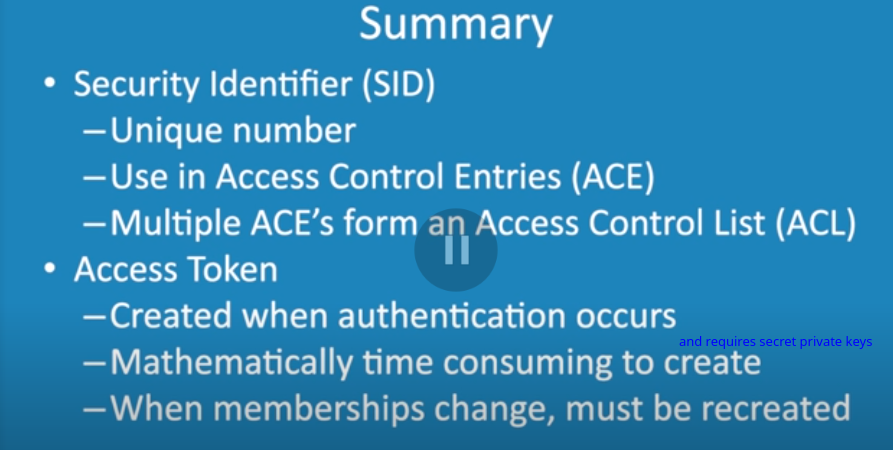 Summary
• Security Identifier (SID)
–Unique number
–Use in Access Control Entries (ACE)
–Multiple ACE’s form an Access Control List (ACL)
• Access Token
–Created when authentication occurs
and requires secret private keys
–Mathematically time consuming to create
–When memberships change, must be recreated